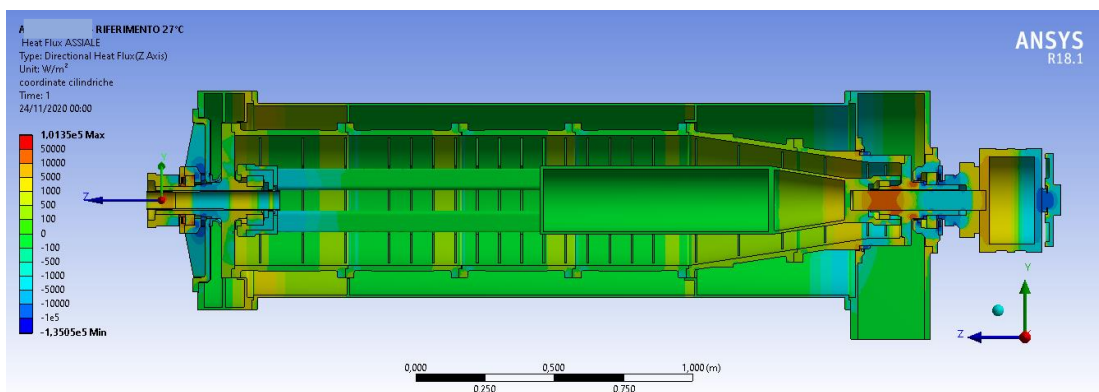 A RIFERIMENTO 27°C
Heat Flux ASSIALE
Type: Directional Heat Flux(Z Axis)
Unit: W/m²
coordinate cilindriche
Time: 1
24/11/2020 00:00
ANSYS
R18.1
1,0135e5 Max
50000
10000
5000
1000
500
100
0
-100
-500
-5000
-10000
-1e5
-1,3505e5 Min
Y
Z
Y
Z
X
0,000
0,500
1,000 (m)
0,250
0,750